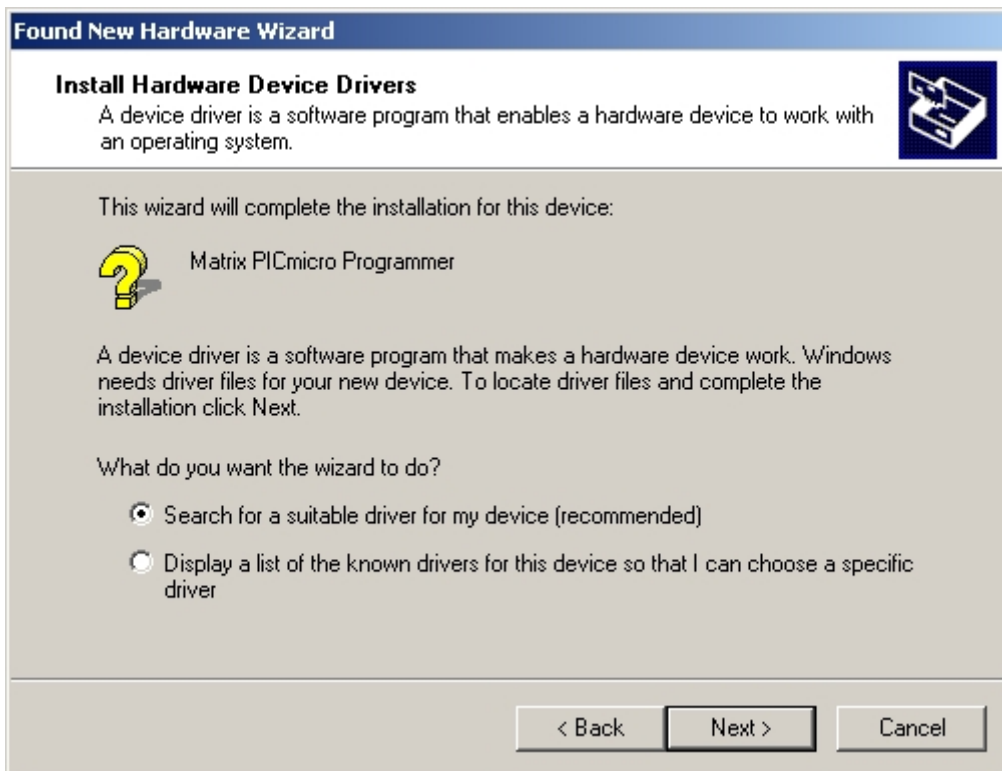 Found New Hardware Wizard
Install Hardware Device Drivers
A device driver is a software program that enables a hardware device to work with
an operating system.
This wizard will complete the installation for this device:
Matrix PICmicro Programmer
A device driver is a software program that makes a hardware device work. Windows
needs driver files for your new device. To locate driver files and complete the
installation click Next.
What do you want the wizard to do?
Search for a suitable driver for my device (recommended)
Display a list of the known drivers for this device so that I can choose a specific
driver
< Back Next > Cancel